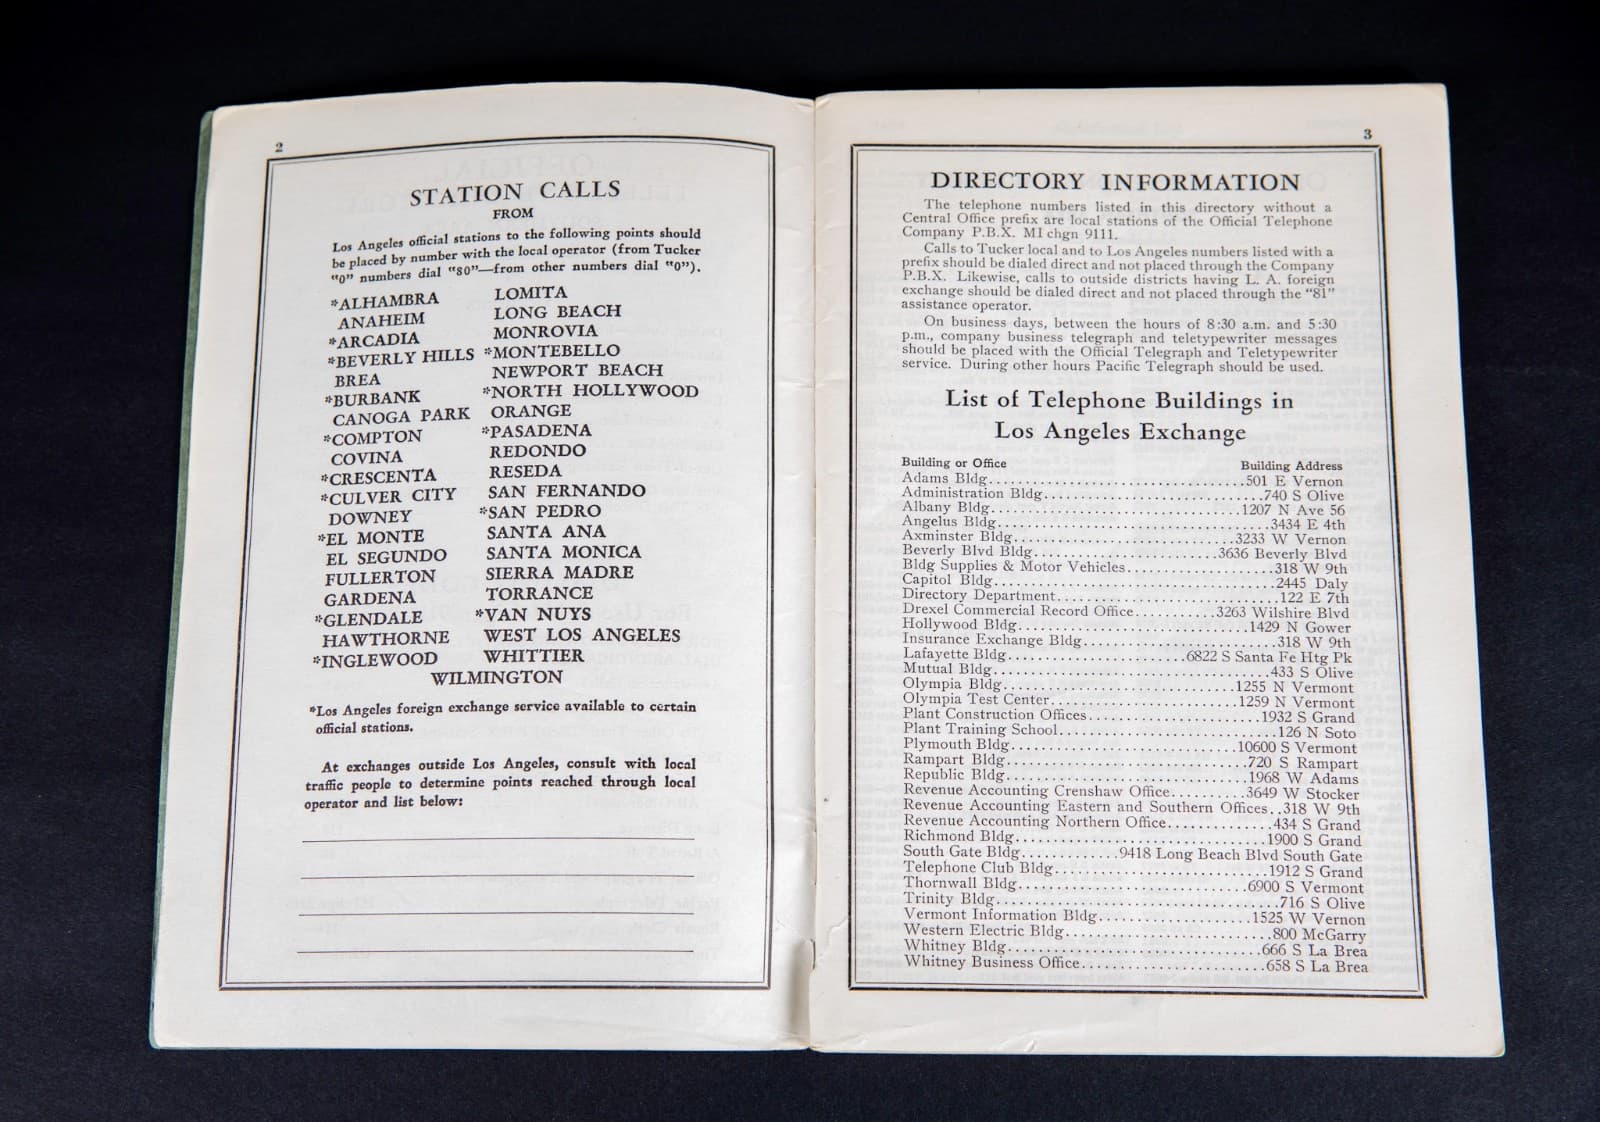 2
STATION CALLS
FROM
Los Angeles official stations to the following points should
be placed by number with the local operator (from Tucker
"0" numbers dial "80"—from other numbers dial "0").
*ALHAMBRA
ANAHEIM
*ARCADIA
*BEVERLY HILLS
BREA
*BURBANK
CANOGA PARK
*COMPTON
COVINA
*CRESCENTA
*CULVER CITY
DOWNEY
*EL MONTE
EL SEGUNDO
FULLERTON
GARDENA
*GLENDALE
HAWTHORNE
*INGLEWOOD
LOMITA
LONG BEACH
MONROVIA
*MONTEBELLO
NEWPORT BEACH
*NORTH HOLLYWOOD
ORANGE
*PASADENA
REDONDO
RESEDA
SAN FERNANDO
*SAN PEDRO
SANTA ANA
SANTA MONICA
SIERRA MADRE
TORRANCE
*VAN NUYS
WEST LOS ANGELES
WHITTIER
WILMINGTON
*Los Angeles foreign exchange service available to certain
official stations.
At exchanges outside Los Angeles, consult with local
traffic people to determine points reached through local
operator and list below:
3
DIRECTORY INFORMATION
The telephone numbers listed in this directory without a
Central Office prefix are local stations of the Official Telephone
Company P.B.X. MI chgn 9111.
Calls to Tucker local and to Los Angeles numbers listed with a
prefix should be dialed direct and not placed through the Company
P.B.X. Likewise, calls to outside districts having L. A. foreign
exchange should be dialed direct and not placed through the "81"
assistance operator.
On business days, between the hours of 8:30 a.m. and 5:30
p.m., company business telegraph and teletypewriter messages
should be placed with the Official Telegraph and Teletypewriter
service. During other hours Pacific Telegraph should be used.
List of Telephone Buildings in
Los Angeles Exchange
Building or Office Building Address
Adams Bldg. 501 E Vernon
Administration Bldg. 740 S Olive
Albany Bldg. 1207 N Ave 56
Angelus Bldg. 3434 E 4th
Axminster Bldg. 3233 W Vernon
Beverly Blvd Bldg. 3636 Beverly Blvd
Bldg Supplies & Motor Vehicles. 318 W 9th
Capitol Bldg. 2445 Daly
Directory Department. 122 E 7th
Drexel Commercial Record Office. 3263 Wilshire Blvd
Hollywood Bldg. 1429 N Gower
Insurance Exchange Bldg. 318 W 9th
Lafayette Bldg. 6822 S Santa Fe Htg Pk
Mutual Bldg. 433 S Olive
Olympia Bldg. 1255 N Vermont
Olympia Test Center. 1259 N Vermont
Plant Construction Offices. 1932 S Grand
Plant Training School. 126 N Soto
Plymouth Bldg. 10600 S Vermont
Rampart Bldg. 720 S Rampart
Republic Bldg. 1968 W Adams
Revenue Accounting Crenshaw Office. 3649 W Stocker
Revenue Accounting Eastern and Southern Offices. 318 W 9th
Revenue Accounting Northern Office. 434 S Grand
Richmond Bldg. 1900 S Grand
South Gate Bldg. 9418 Long Beach Blvd South Gate
Telephone Club Bldg. 1912 S Grand
Thornwall Bldg. 6900 S Vermont
Trinity Bldg. 716 S Olive
Vermont Information Bldg. 1525 W Vernon
Western Electric Bldg. 800 McGarry
Whitney Bldg. 666 S La Brea
Whitney Business Office. 658 S La Brea